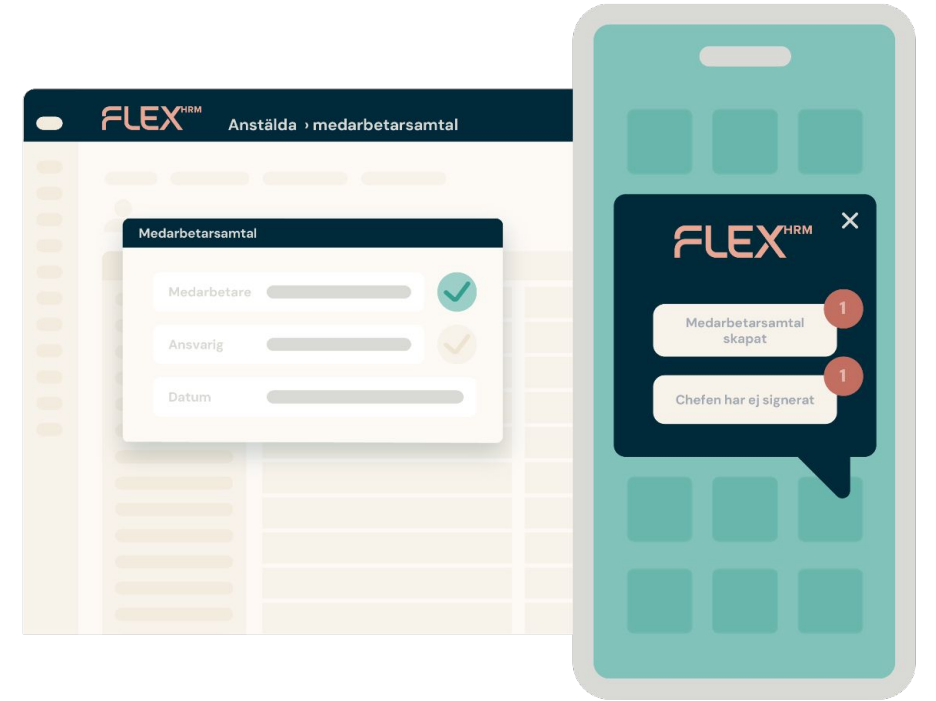 FLEX HRM
Anstälda › medarbetarsamtal
Medarbetarsamtal
Medarbetare
Ansvarig
Datum
FLEX HRM
1
Medarbetarsamtal
skapat
1
Chefen har ej signerat